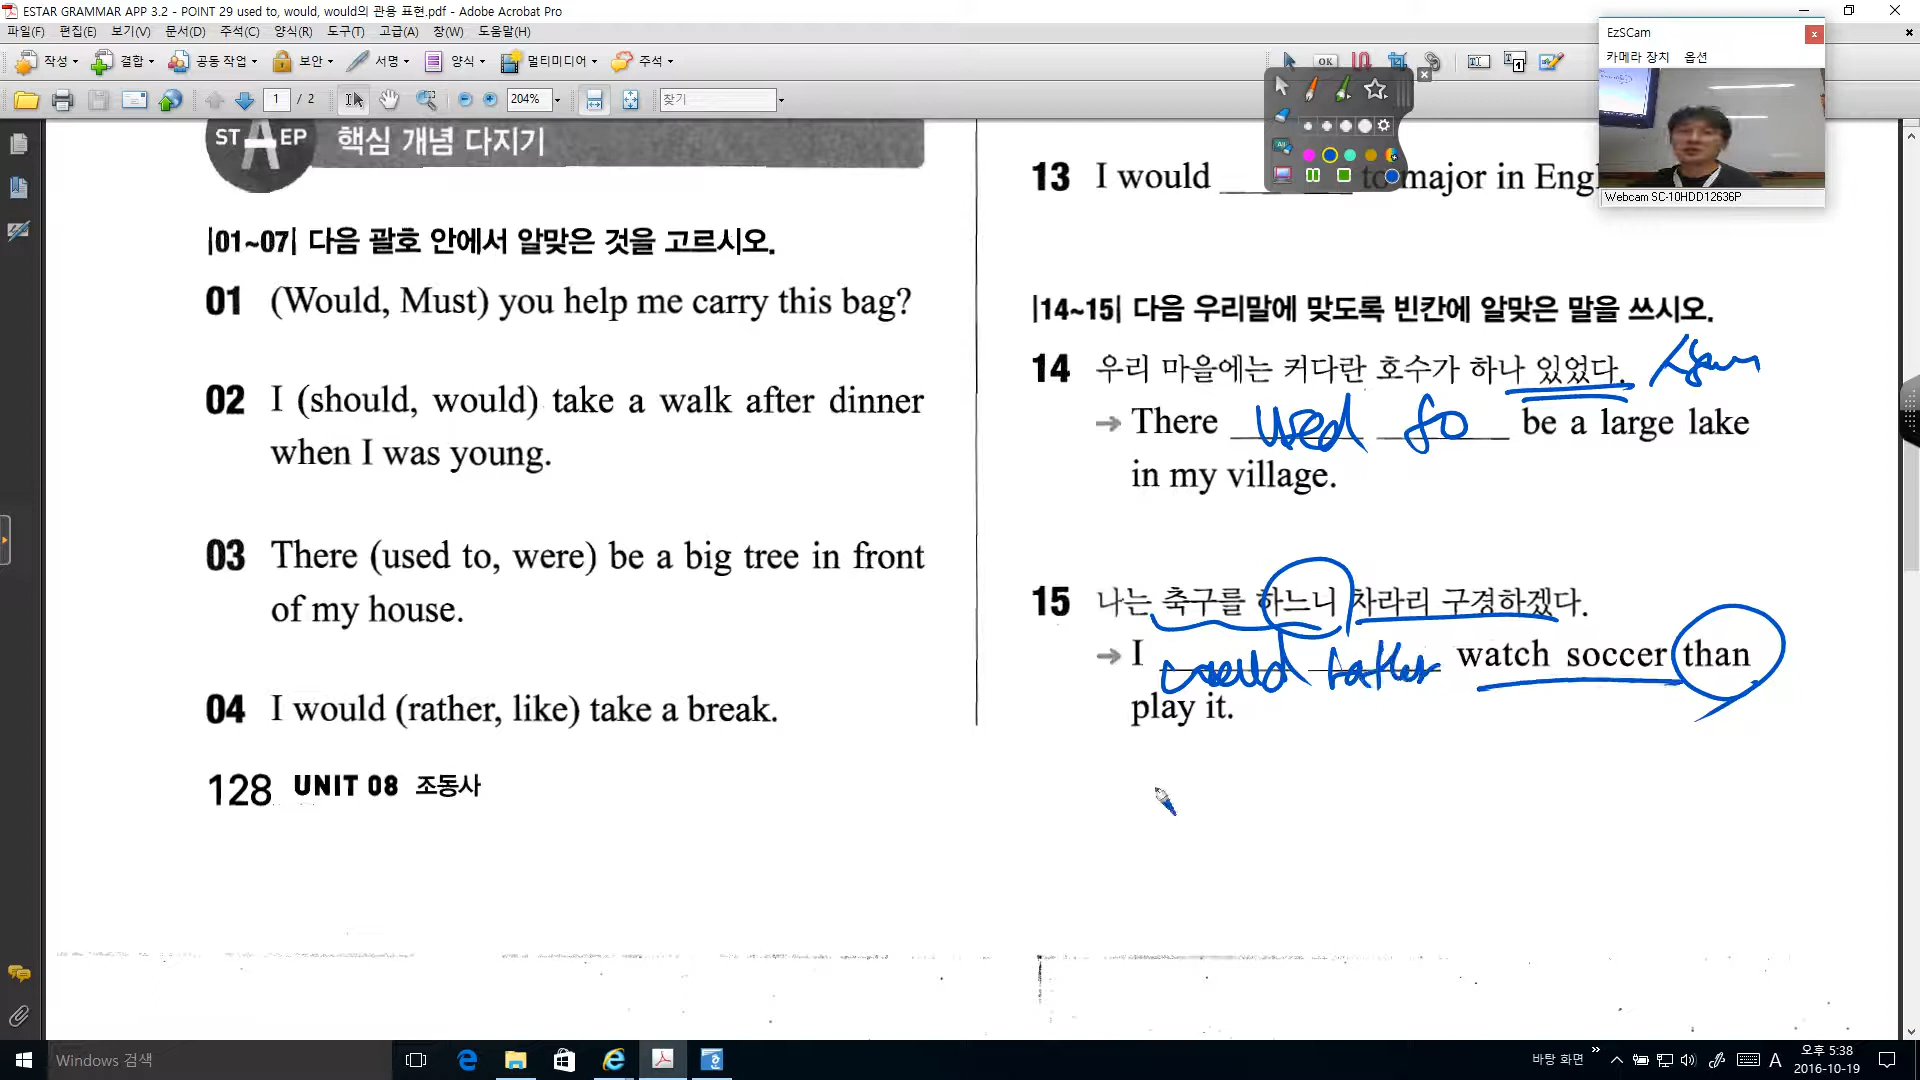 ESTAR GRAMMAR APP 3.2 - POINT 29 used to, would, would의 관용 표현.pdf - Adobe Acrobat Pro
파일(F) 편집(E) 보기(V) 문서(D) 주석(C) 양식(R) 도구(T) 고급(A) 창(W) 도움말(H)
작성 결합 공동 작업 보안 서명 양식 멀티미디어 주석
1 / 2 204% 찾기
EzSCam
카메라 장치 옵션
Webcam SC-10HDD12636P
OK
STAEP 핵심 개념 다지기
|01~07| 다음 괄호 안에서 알맞은 것을 고르시오.
01 (Would, Must) you help me carry this bag?
02 I (should, would) take a walk after dinner
when I was young.
03 There (used to, were) be a big tree in front
of my house.
04 I would (rather, like) take a break.
128 UNIT 08 조동사
13 I would to major in Eng
|14~15| 다음 우리말에 맞도록 빈칸에 알맞은 말을 쓰시오.
14 우리 마을에는 커다란 호수가 하나 있었다.
→ There used to be a large lake
in my village.
15 나는 축구를 하느니 차라리 구경하겠다.
→ I would rather watch soccer than
play it.
Windows 검색
바탕 화면
A
오후 5:38
2016-10-19